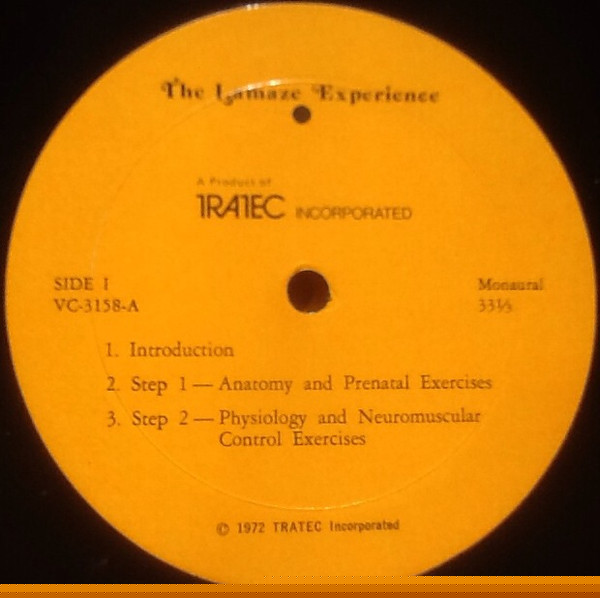 The Lamaze Experience
A Product of
TRATEC INCORPORATED
SIDE 1 Monaural
VC-3158-A 33⅓
1. Introduction
2. Step 1 — Anatomy and Prenatal Exercises
3. Step 2 — Physiology and Neuromuscular
Control Exercises
© 1972 TRATEC Incorporated